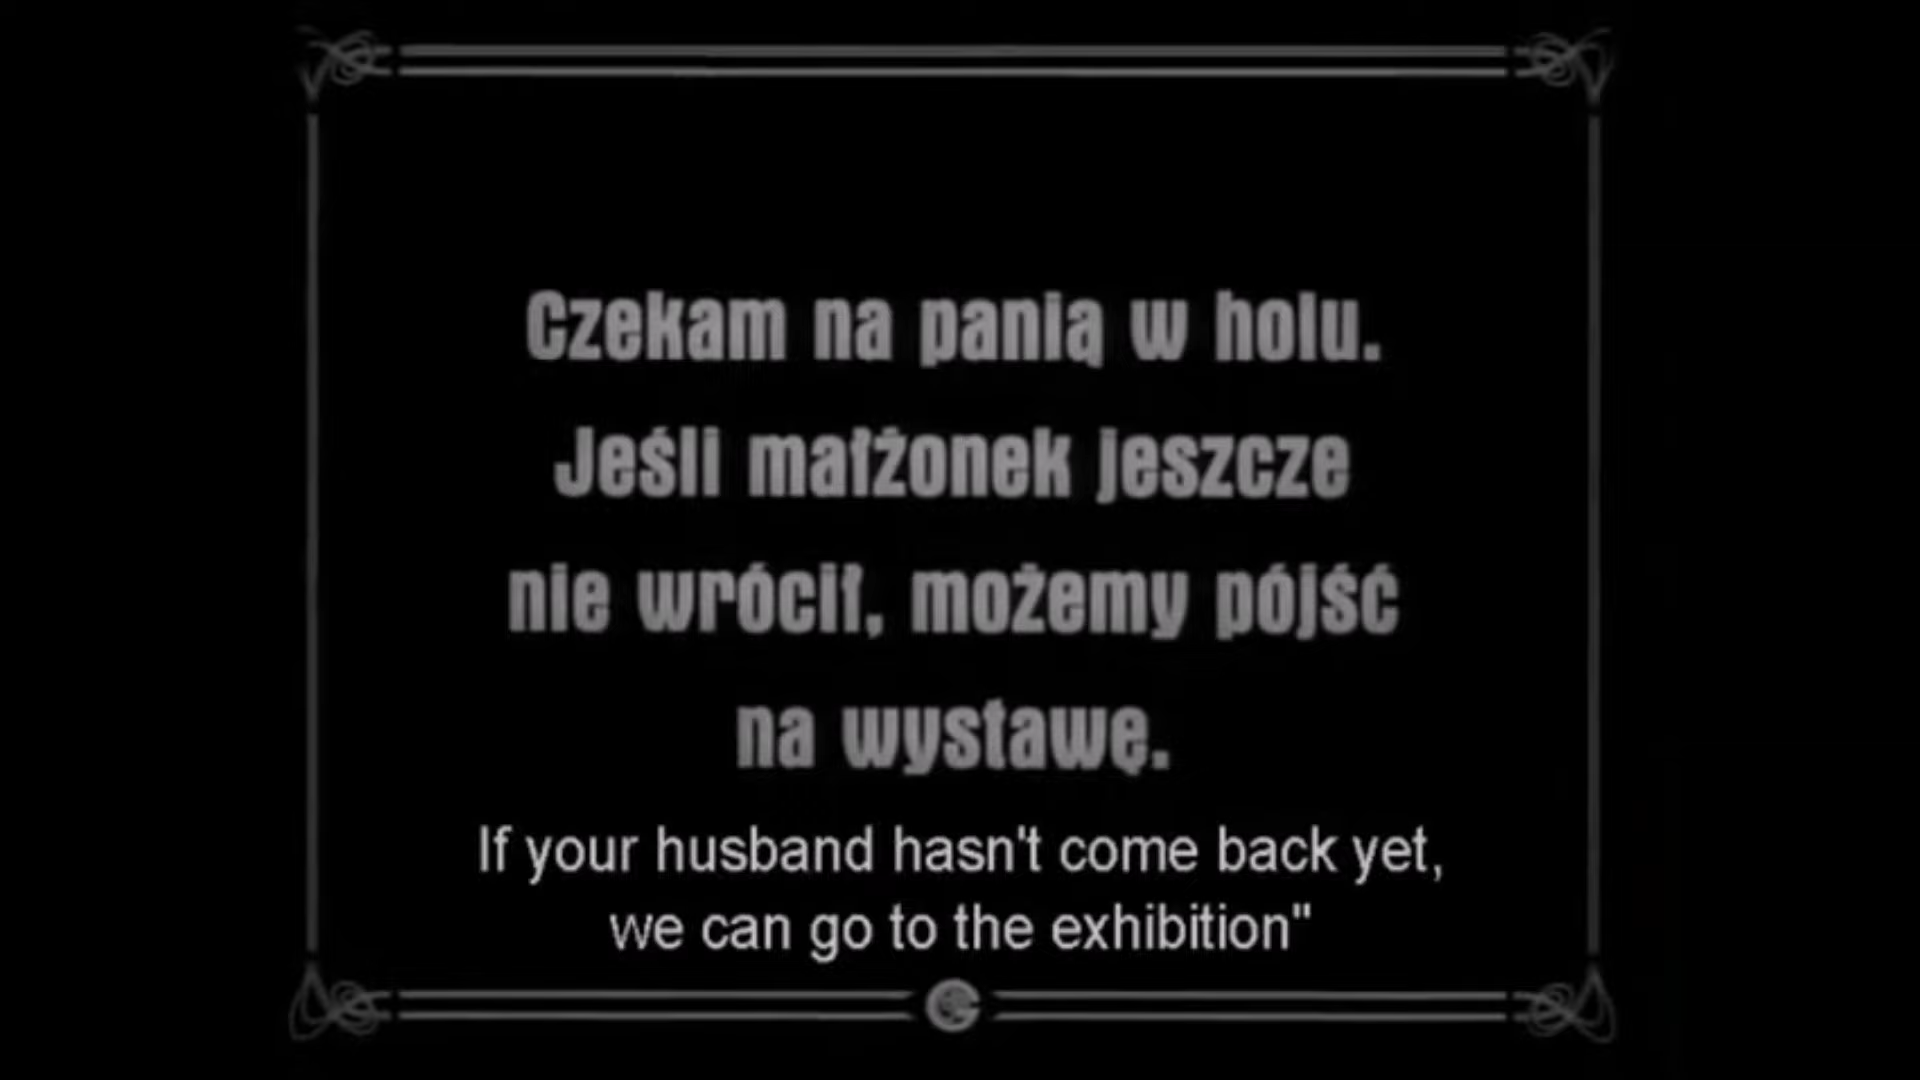 Czekam na panią w holu.
Jeśli małżonek jeszcze
nie wrócił, możemy pójść
na wystawę.
If your husband hasn't come back yet,
we can go to the exhibition"